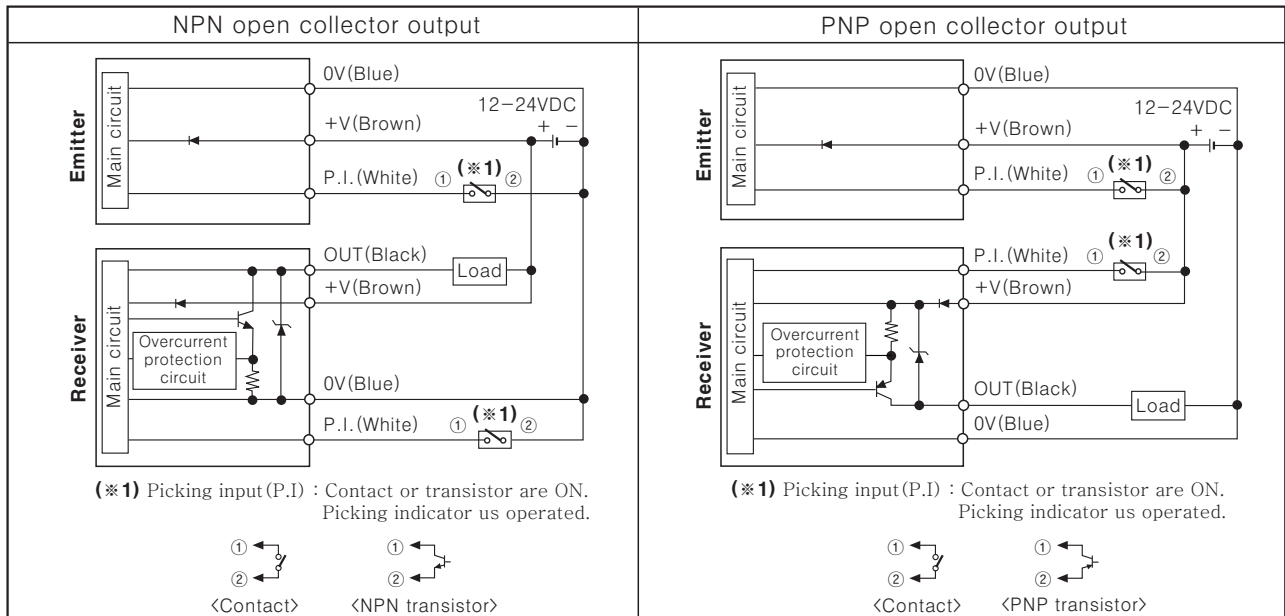 NPN open collector output
Emitter
Main circuit
0V(Blue)
12-24VDC
+ -
+V(Brown)
P.I.(White) ① (※1) ②
Receiver
Main circuit
OUT(Black)
Load
+V(Brown)
Overcurrent
protection
circuit
0V(Blue)
P.I.(White) ① (※1) ②
(※1) Picking input(P.I) : Contact or transistor are ON.
Picking indicator us operated.
① ①
② ②
<Contact> <NPN transistor>
PNP open collector output
Emitter
Main circuit
0V(Blue)
12-24VDC
+ -
+V(Brown)
P.I.(White) ① (※1) ②
Receiver
Main circuit
P.I.(White) ① (※1) ②
+V(Brown)
Overcurrent
protection
circuit
OUT(Black)
Load
0V(Blue)
(※1) Picking input(P.I) : Contact or transistor are ON.
Picking indicator us operated.
① ①
② ②
<Contact> <PNP transistor>